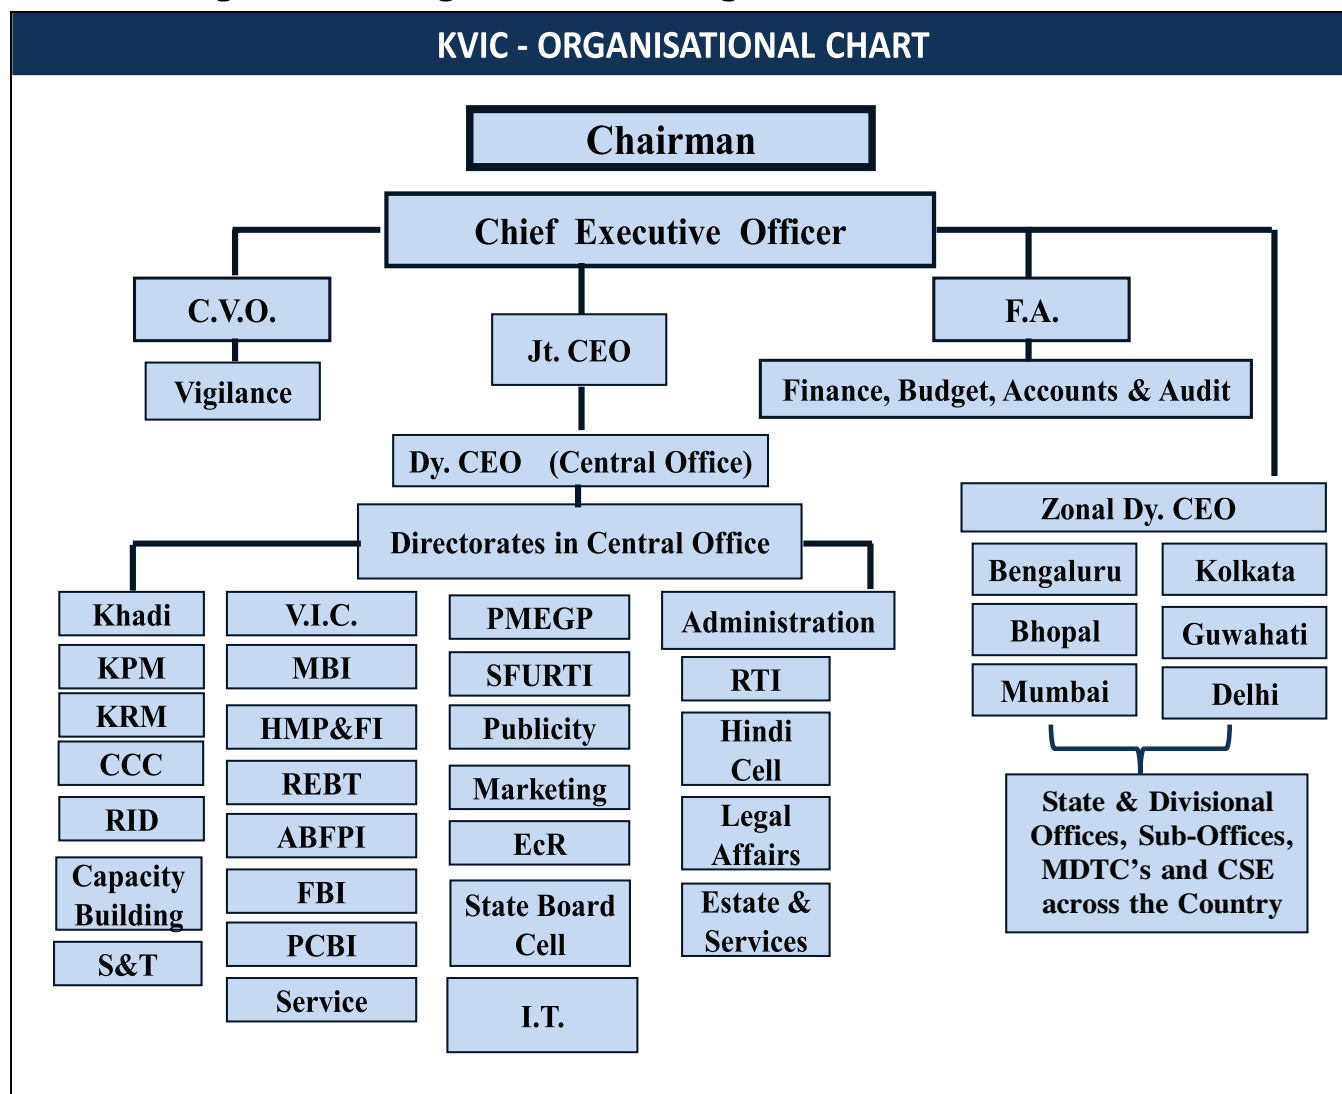 KVIC - ORGANISATIONAL CHART
Chairman
Chief Executive Officer
C.V.O.
Vigilance
Jt. CEO
F.A.
Finance, Budget, Accounts & Audit
Dy. CEO (Central Office)
Directorates in Central Office
Khadi
KPM
KRM
CCC
RID
Capacity
Building
S&T
V.I.C.
MBI
HMP&FI
REBT
ABFPI
FBI
PCBI
Service
PMEGP
SFURTI
Publicity
Marketing
EcR
State Board
Cell
I.T.
Administration
RTI
Hindi
Cell
Legal
Affairs
Estate &
Services
Zonal Dy. CEO
Bengaluru
Kolkata
Bhopal
Guwahati
Mumbai
Delhi
State & Divisional
Offices, Sub-Offices,
MDTC’s and CSE
across the Country